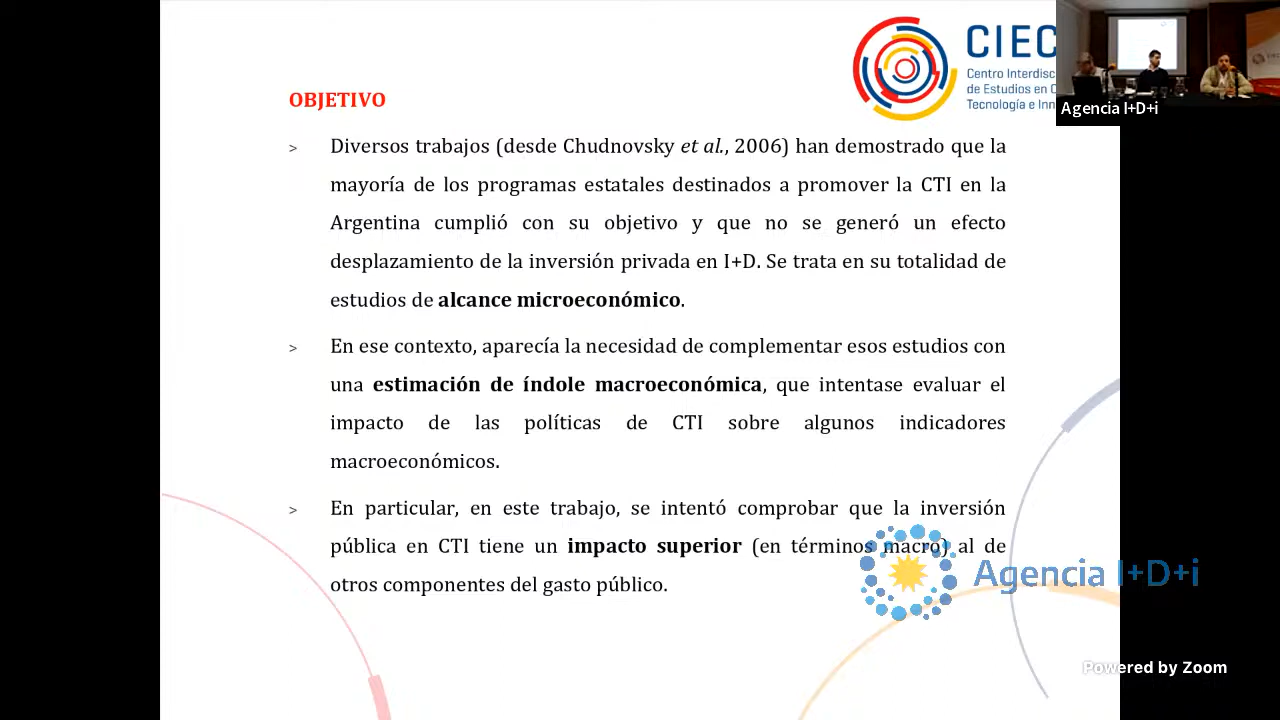 CIEC
Centro Interdisc
de Estudios en C
Tecnología e Inn
Agencia I+D+i
OBJETIVO
> Diversos trabajos (desde Chudnovsky et al., 2006) han demostrado que la
mayoría de los programas estatales destinados a promover la CTI en la
Argentina cumplió con su objetivo y que no se generó un efecto
desplazamiento de la inversión privada en I+D. Se trata en su totalidad de
estudios de alcance microeconómico.
> En ese contexto, aparecía la necesidad de complementar esos estudios con
una estimación de índole macroeconómica, que intentase evaluar el
impacto de las políticas de CTI sobre algunos indicadores
macroeconómicos.
> En particular, en este trabajo, se intentó comprobar que la inversión
pública en CTI tiene un impacto superior (en términos macro) al de
otros componentes del gasto público.
Agencia I+D+i
Powered by Zoom